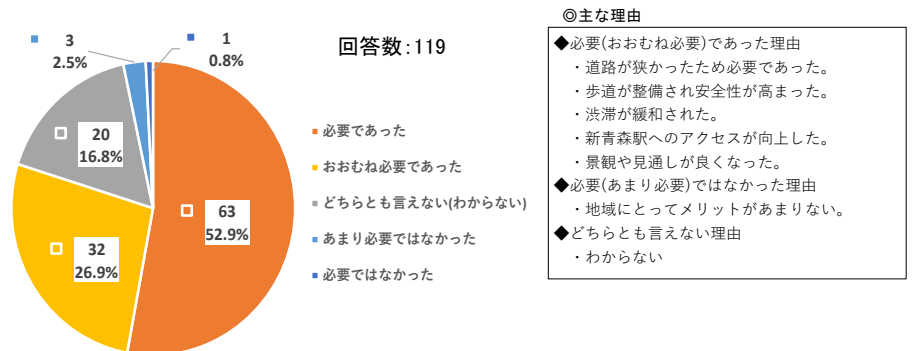 3
2.5%
1
0.8%
回答数:119
20
16.8%
63
52.9%
32
26.9%
必要であった
おおむね必要であった
どちらとも言えない(わからない)
あまり必要ではなかった
必要ではなかった
◎主な理由
◆必要(おおむね必要)であった理由
・道路が狭かったため必要であった。
・歩道が整備され安全性が高まった。
・渋滞が緩和された。
・新青森駅へのアクセスが向上した。
・景観や見通しが良くなった。
◆必要(あまり必要)ではなかった理由
・地域にとってメリットがあまりない。
◆どちらとも言えない理由
・わからない